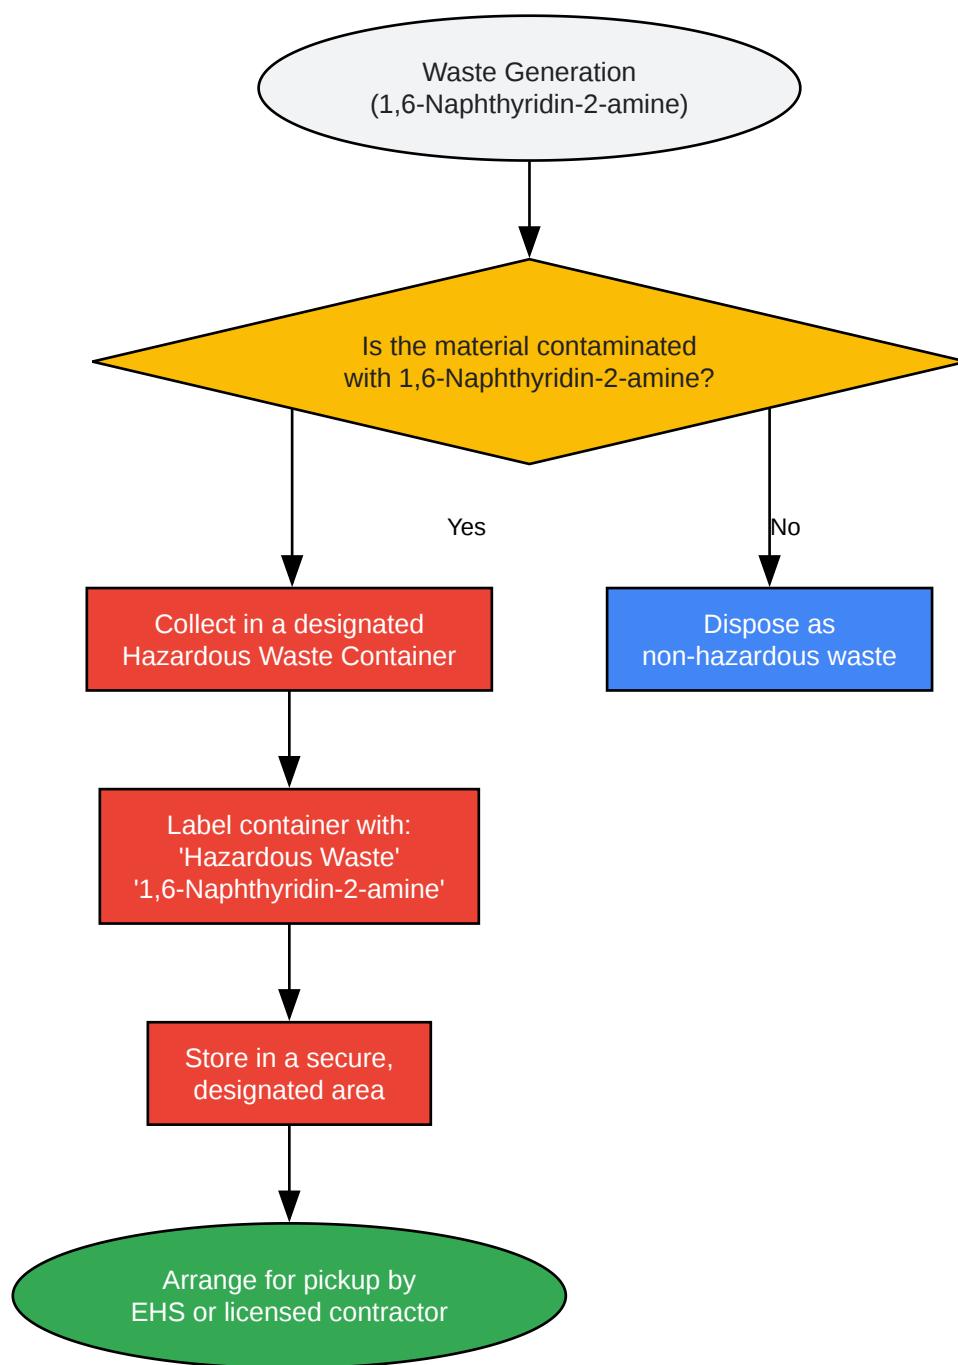 Waste Generation
(1,6-Naphthyridin-2-amine)
Is the material contaminated
with 1,6-Naphthyridin-2-amine?
Yes
No
Collect in a designated
Hazardous Waste Container
Dispose as
non-hazardous waste
Label container with:
'Hazardous Waste'
'1,6-Naphthyridin-2-amine'
Store in a secure,
designated area
Arrange for pickup by
EHS or licensed contractor